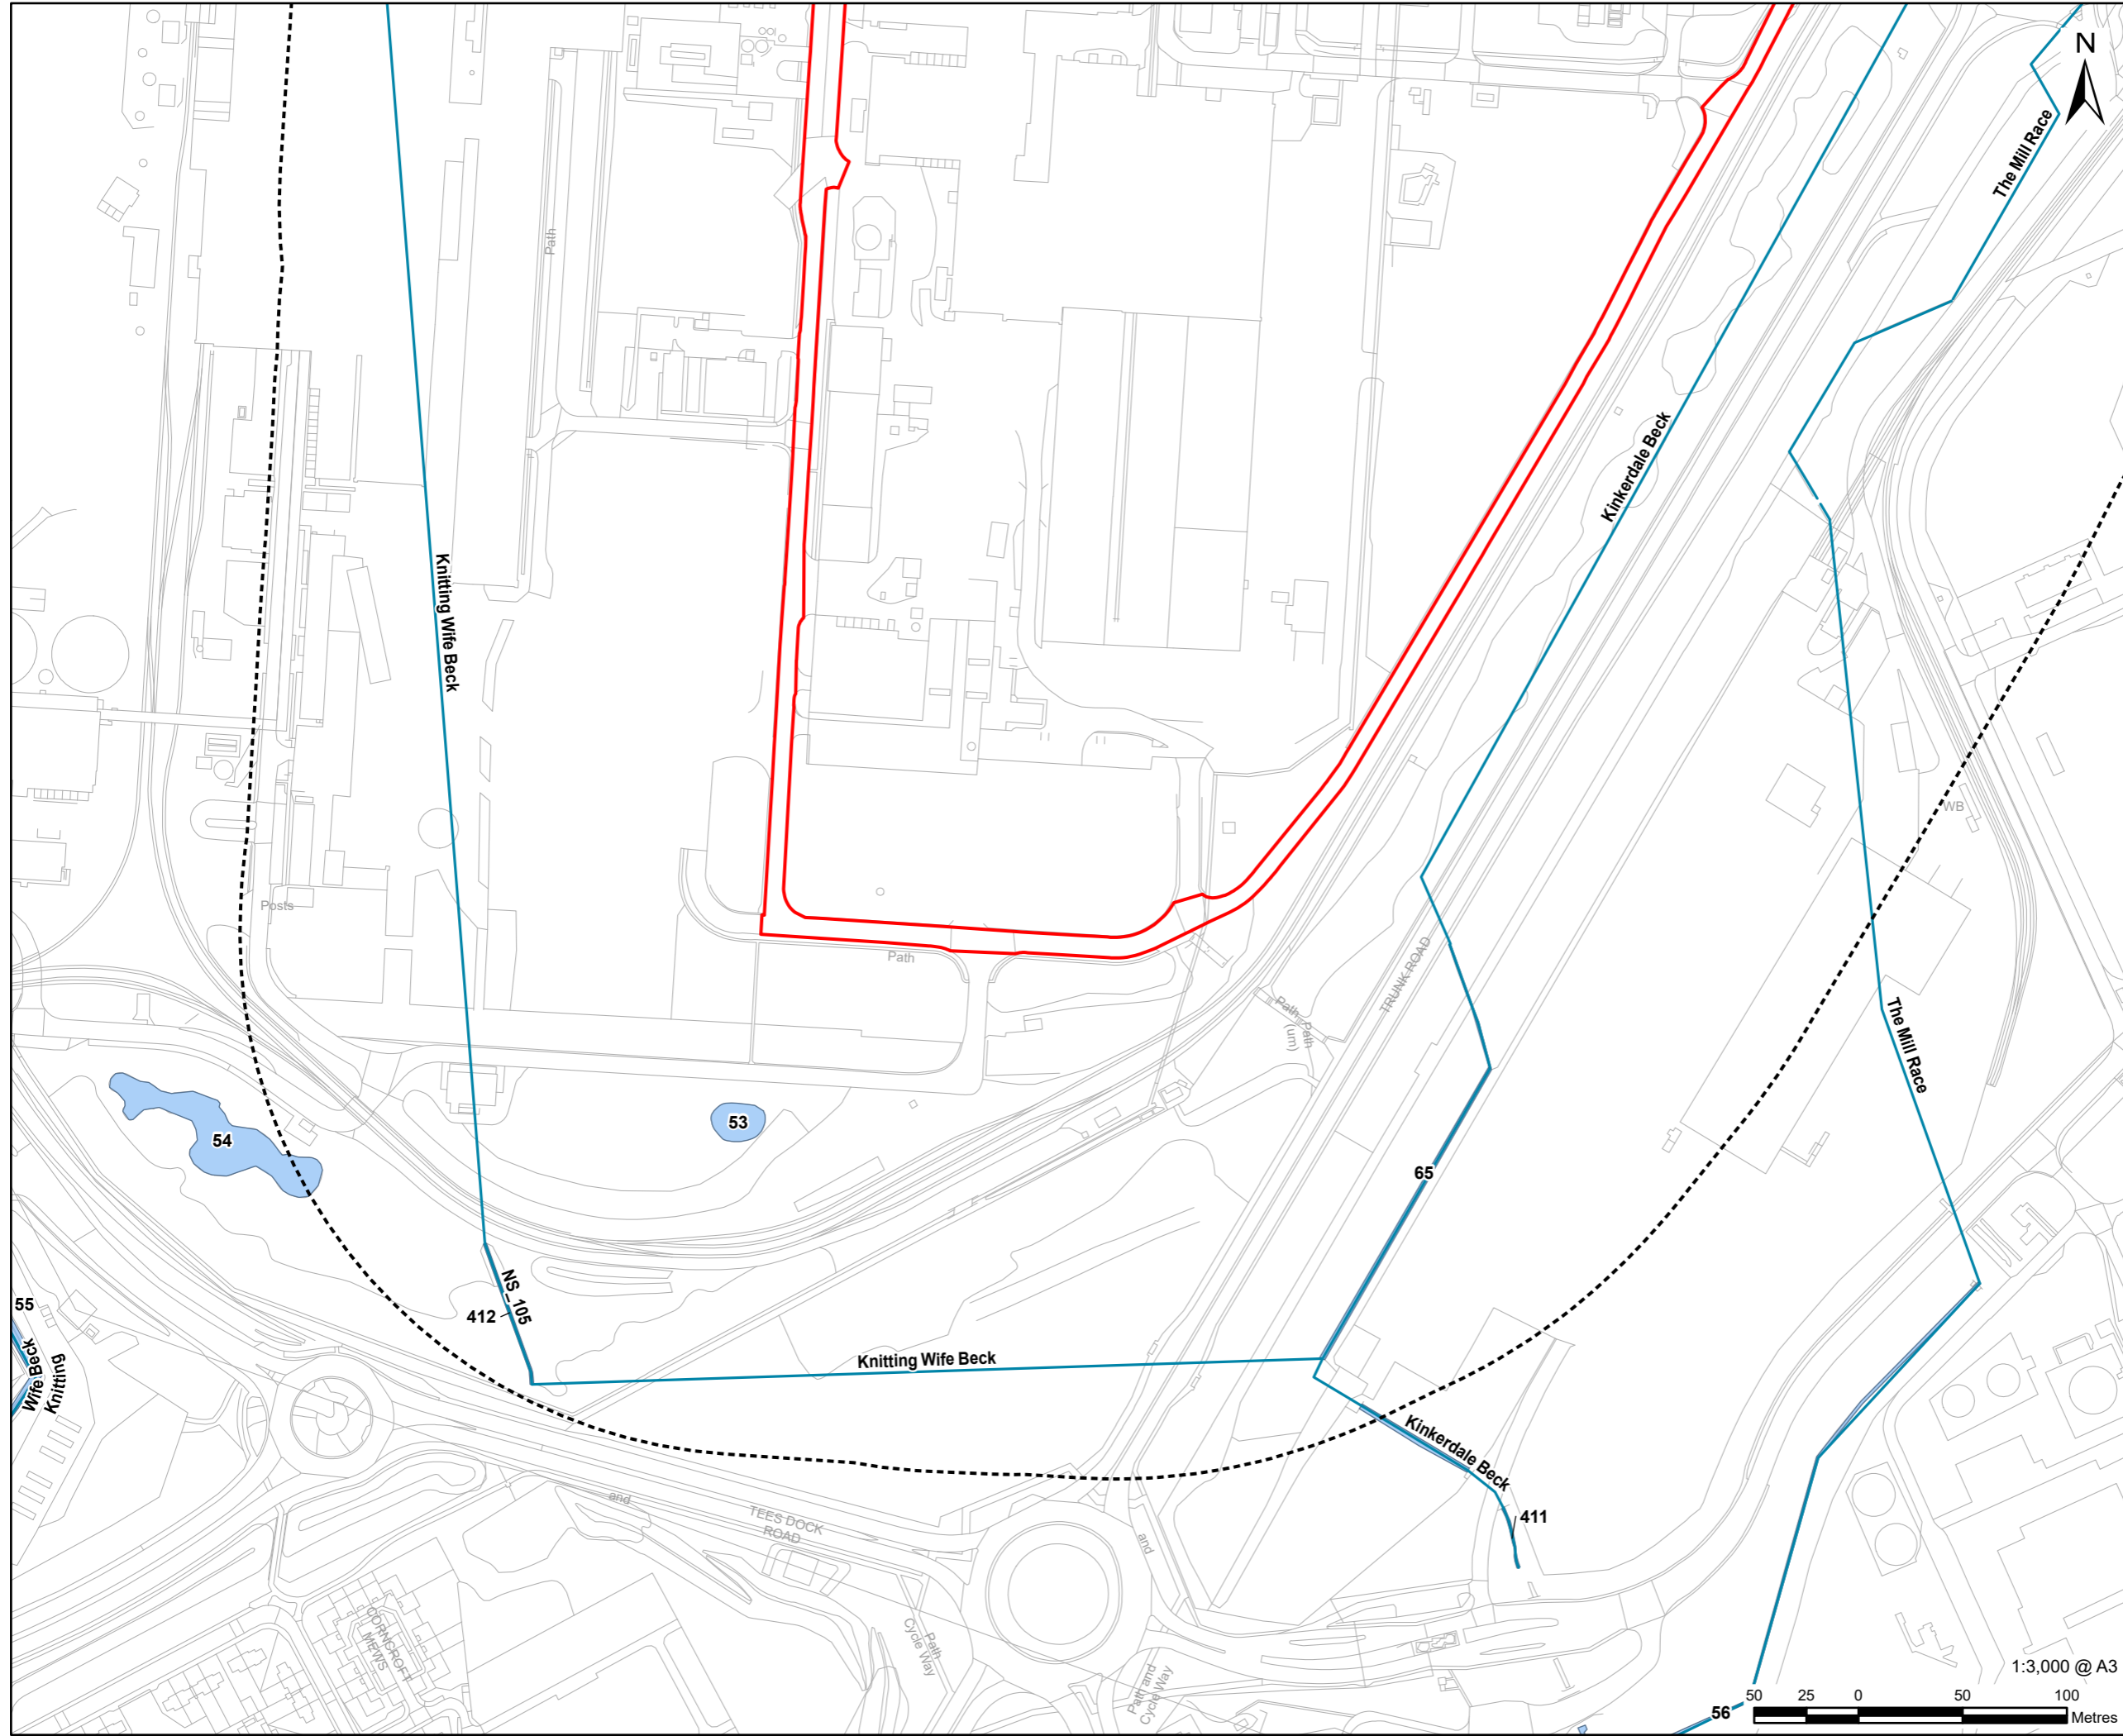 N
The Mill Race
Path
Kinkerdale Beck
Knitting Wife Beck
WB
Posts
Path
TRUNK ROAD
Path
Path
(um)
The Mill Race
53
54
65
NS_105
412
55
Knitting
Wife Beck
Knitting Wife Beck
Kinkerdale Beck
411
and
TEES DOCK
ROAD
and
CORNCROFT
MEWS
Path
Cycle Way
Path and
Cycle Way
1:3,000 @ A3
50 25 0 50 100
Metres
56